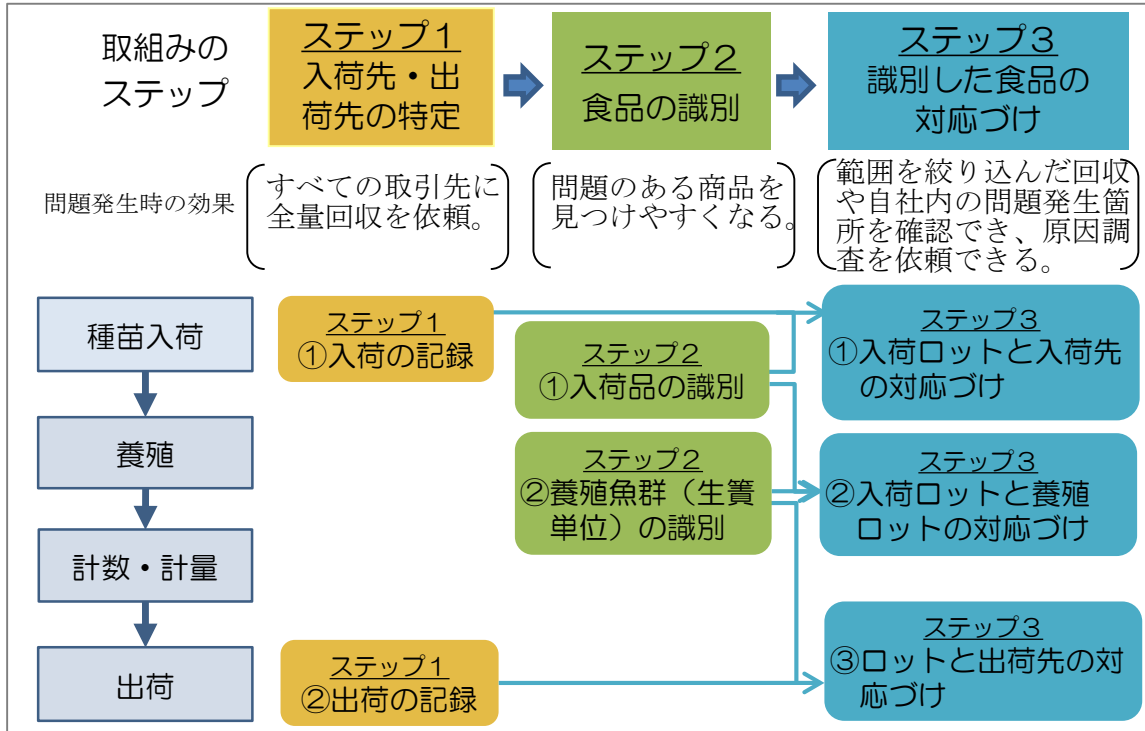 取組みの
ステップ
ステップ1
入荷先・出
荷先の特定
ステップ2
食品の識別
ステップ3
識別した食品の
対応づけ
問題発生時の効果
すべての取引先に
全量回収を依頼。
問題のある商品を
見つけやすくなる。
範囲を絞り込んだ回収
や自社内の問題発生箇
所を確認でき、原因調
査を依頼できる。
種苗入荷
ステップ1
①入荷の記録
ステップ2
①入荷品の識別
ステップ3
①入荷ロットと入荷先
の対応づけ
養殖
ステップ2
②養殖魚群（生簀
単位）の識別
ステップ3
②入荷ロットと養殖
ロットの対応づけ
計数・計量
出荷
ステップ1
②出荷の記録
ステップ3
③ロットと出荷先の対
応づけ